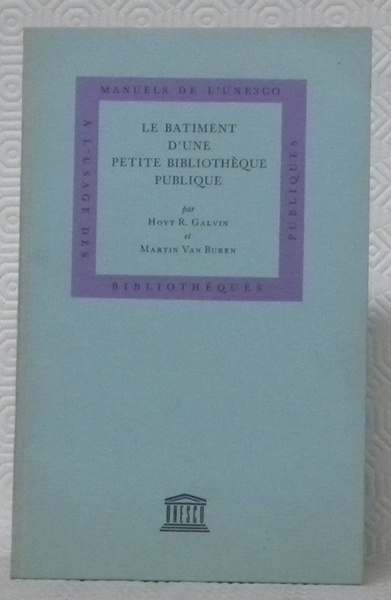 MANUELS DE L'UNESCO
A L'USAGE DES
BIBLIOTHÈQUES
PUBLIQUES
LE BATIMENT
D'UNE
PETITE BIBLIOTHÈQUE
PUBLIQUE
par
HOYT R. GALVIN
et
MARTIN VAN BUREN
UNESCO